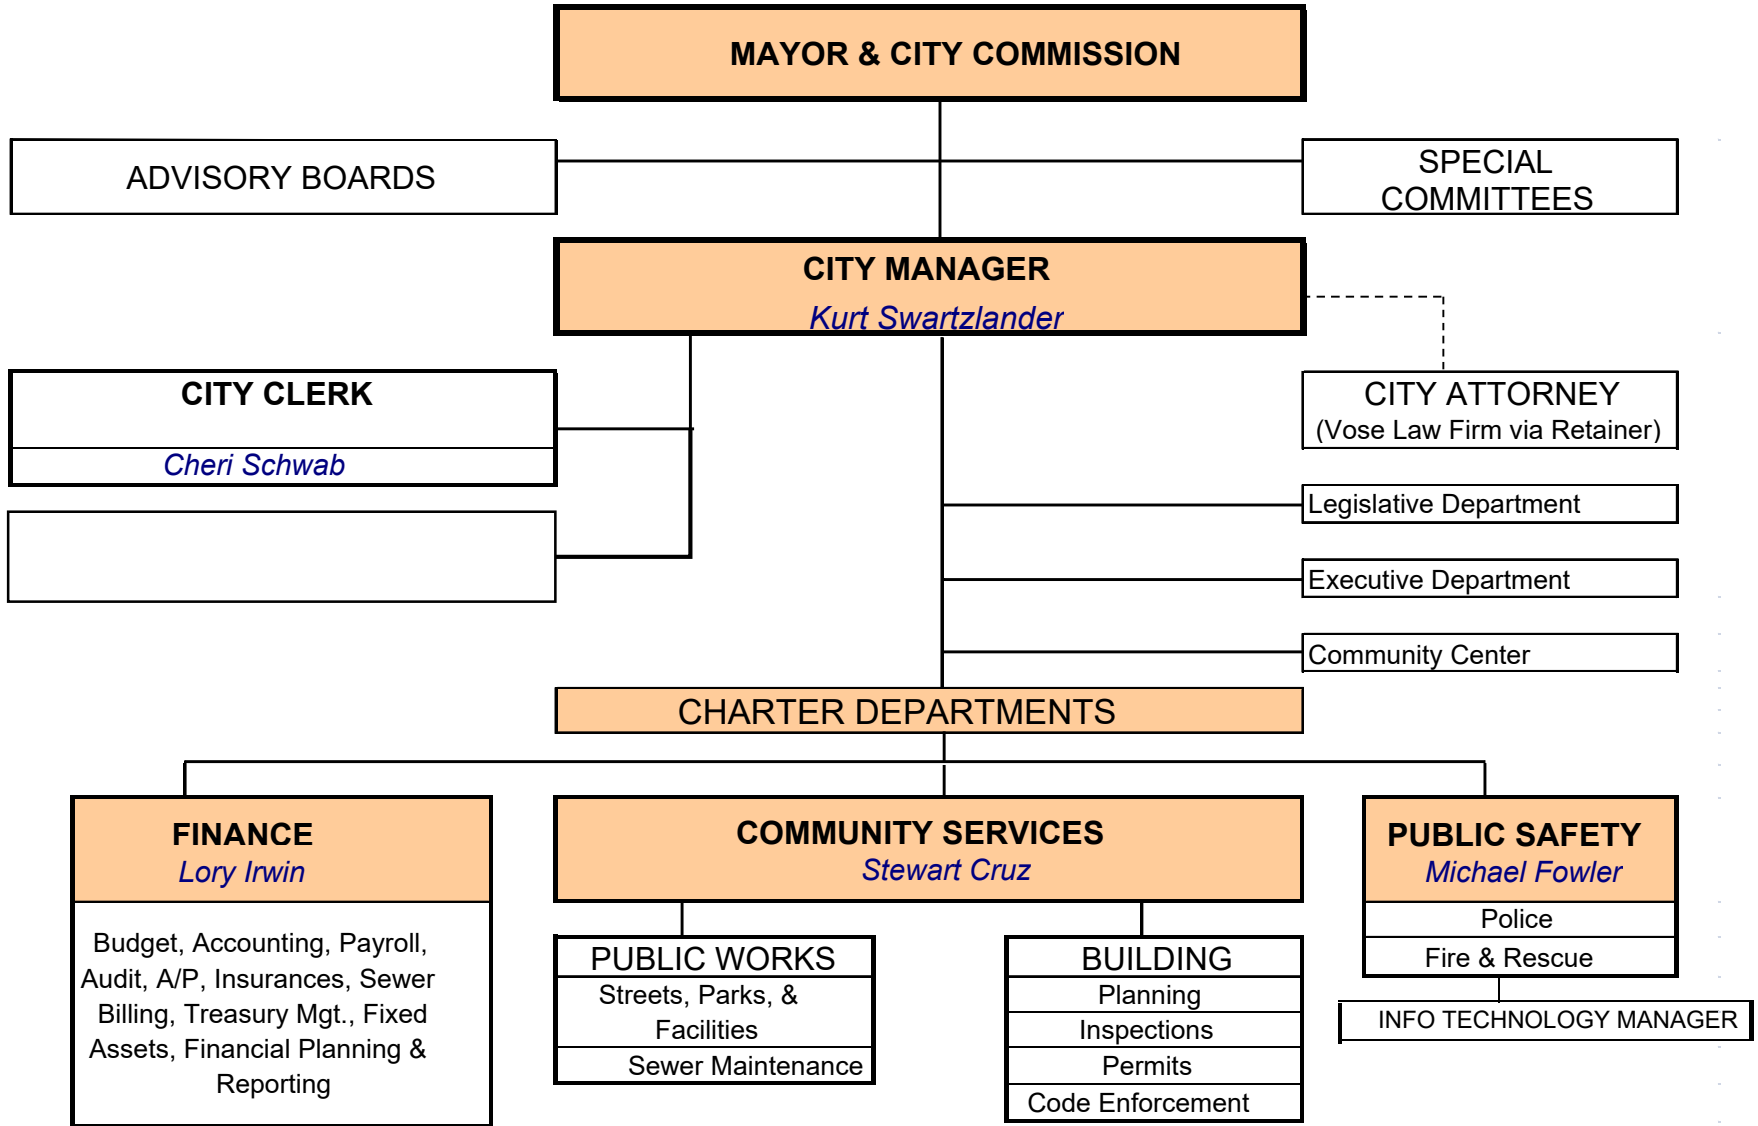 MAYOR & CITY COMMISSION
ADVISORY BOARDS
SPECIAL
COMMITTEES
CITY MANAGER
Kurt Swartzlander
CITY CLERK
Cheri Schwab
CITY ATTORNEY
(Vose Law Firm via Retainer)
Legislative Department
Executive Department
Community Center
CHARTER DEPARTMENTS
FINANCE
Lory Irwin
Budget, Accounting, Payroll,
Audit, A/P, Insurances, Sewer
Billing, Treasury Mgt., Fixed
Assets, Financial Planning &
Reporting
COMMUNITY SERVICES
Stewart Cruz
PUBLIC WORKS
Streets, Parks, &
Facilities
Sewer Maintenance
BUILDING
Planning
Inspections
Permits
Code Enforcement
PUBLIC SAFETY
Michael Fowler
Police
Fire & Rescue
INFO TECHNOLOGY MANAGER